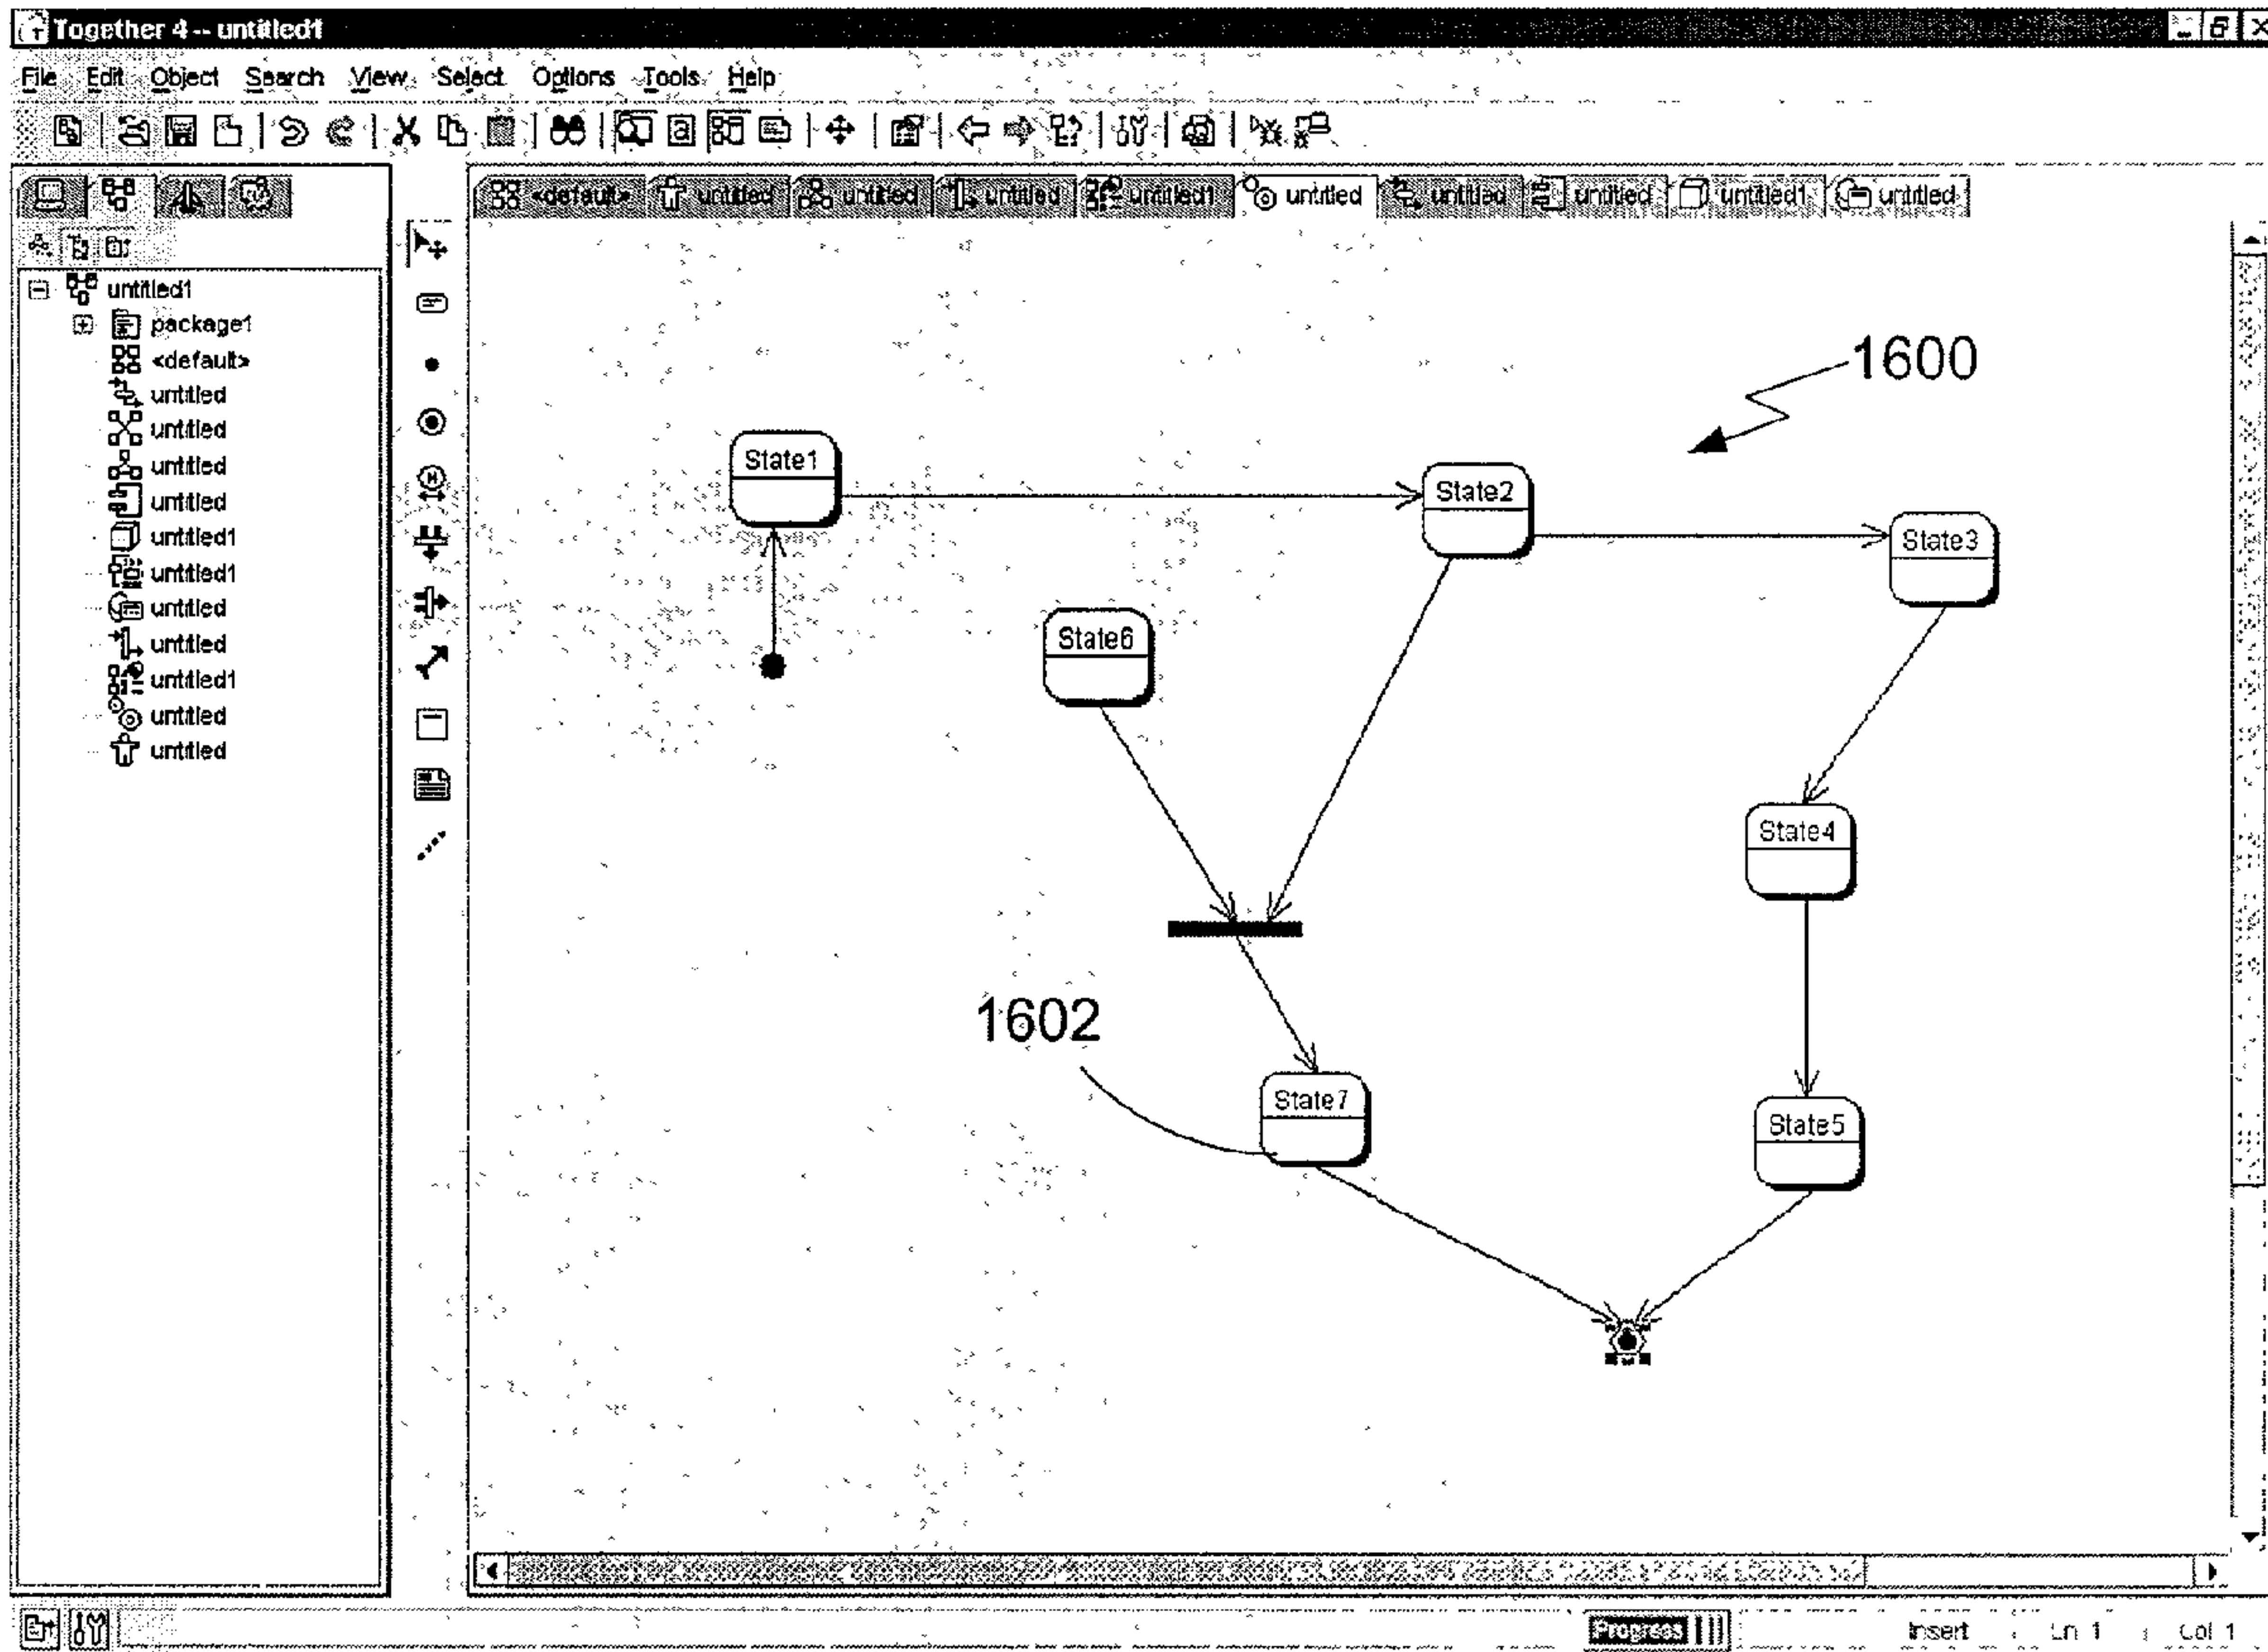 Together 4 -- untitled1
File Edit Object Search View Select Options Tools Help
<default> untitled untitled untitled untitled1 untitled untitled untitled untitled1 untitled
untitled1
package1
<default>
untitled
untitled
untitled
untitled
untitled1
untitled1
untitled
untitled
untitled1
untitled
untitled
1600
State1
State2
State3
State6
State4
1602
State7
State5
Progress Insert Ln 1 Col 1